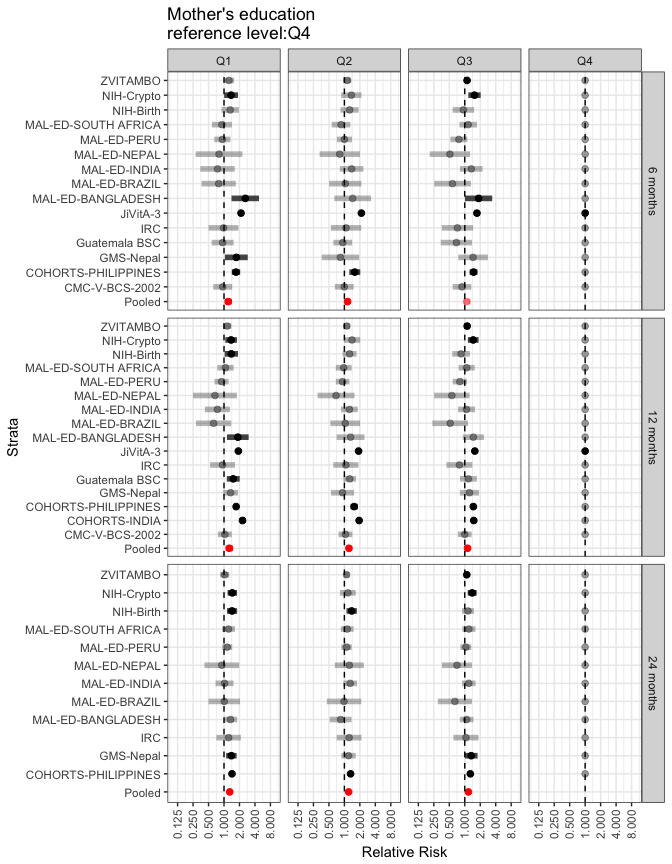 Mother's education
reference level:Q4
Q1 Q2 Q3 Q4
ZVITAMBO
NIH-Crypto
NIH-Birth
MAL-ED-SOUTH AFRICA
MAL-ED-PERU
MAL-ED-NEPAL
MAL-ED-INDIA
MAL-ED-BRAZIL
MAL-ED-BANGLADESH
JiVitA-3
IRC
Guatemala BSC
GMS-Nepal
COHORTS-PHILIPPINES
CMC-V-BCS-2002
Pooled
6 months
ZVITAMBO
NIH-Crypto
NIH-Birth
MAL-ED-SOUTH AFRICA
MAL-ED-PERU
MAL-ED-NEPAL
MAL-ED-INDIA
MAL-ED-BRAZIL
MAL-ED-BANGLADESH
JiVitA-3
IRC
Guatemala BSC
GMS-Nepal
COHORTS-PHILIPPINES
COHORTS-INDIA
CMC-V-BCS-2002
Pooled
12 months
ZVITAMBO
NIH-Crypto
NIH-Birth
MAL-ED-SOUTH AFRICA
MAL-ED-PERU
MAL-ED-NEPAL
MAL-ED-INDIA
MAL-ED-BRAZIL
MAL-ED-BANGLADESH
IRC
GMS-Nepal
COHORTS-PHILIPPINES
Pooled
24 months
Strata
0.125 0.250 0.500 1.000 2.000 4.000 8.000 0.125 0.250 0.500 1.000 2.000 4.000 8.000 0.125 0.250 0.500 1.000 2.000 4.000 8.000 0.125 0.250 0.500 1.000 2.000 4.000 8.000
Relative Risk